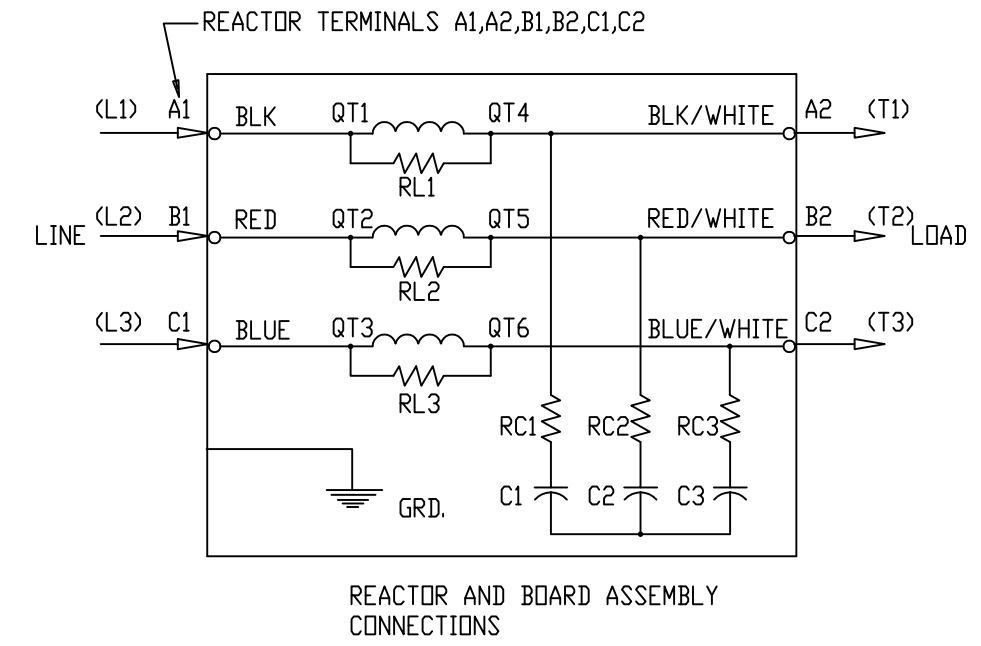 REACTOR TERMINALS A1,A2,B1,B2,C1,C2
(L1) A1 BLK QT1 QT4 BLK/WHITE A2 (T1)
RL1
LINE (L2) B1 RED QT2 QT5 RED/WHITE B2 (T2) LOAD
RL2
(L3) C1 BLUE QT3 QT6 BLUE/WHITE C2 (T3)
RL3
RC1 RC2 RC3
C1 C2 C3
GRD.
REACTOR AND BOARD ASSEMBLY
CONNECTIONS